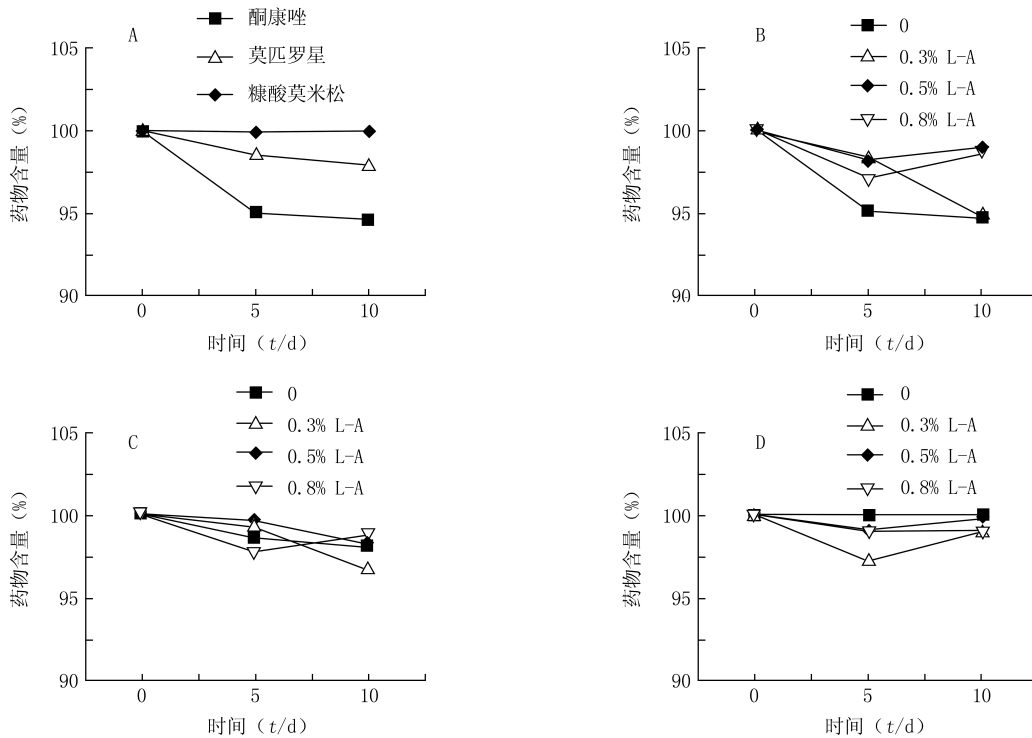 A
酮康唑
莫匹罗星
糠酸莫米松
105
100
95
90
药物含量（%）
0
5
10
时间（t/d）
B
0
0.3% L-A
0.5% L-A
0.8% L-A
105
100
95
90
药物含量（%）
0
5
10
时间（t/d）
C
0
0.3% L-A
0.5% L-A
0.8% L-A
105
100
95
90
药物含量（%）
0
5
10
时间（t/d）
D
0
0.3% L-A
0.5% L-A
0.8% L-A
105
100
95
90
药物含量（%）
0
5
10
时间（t/d）